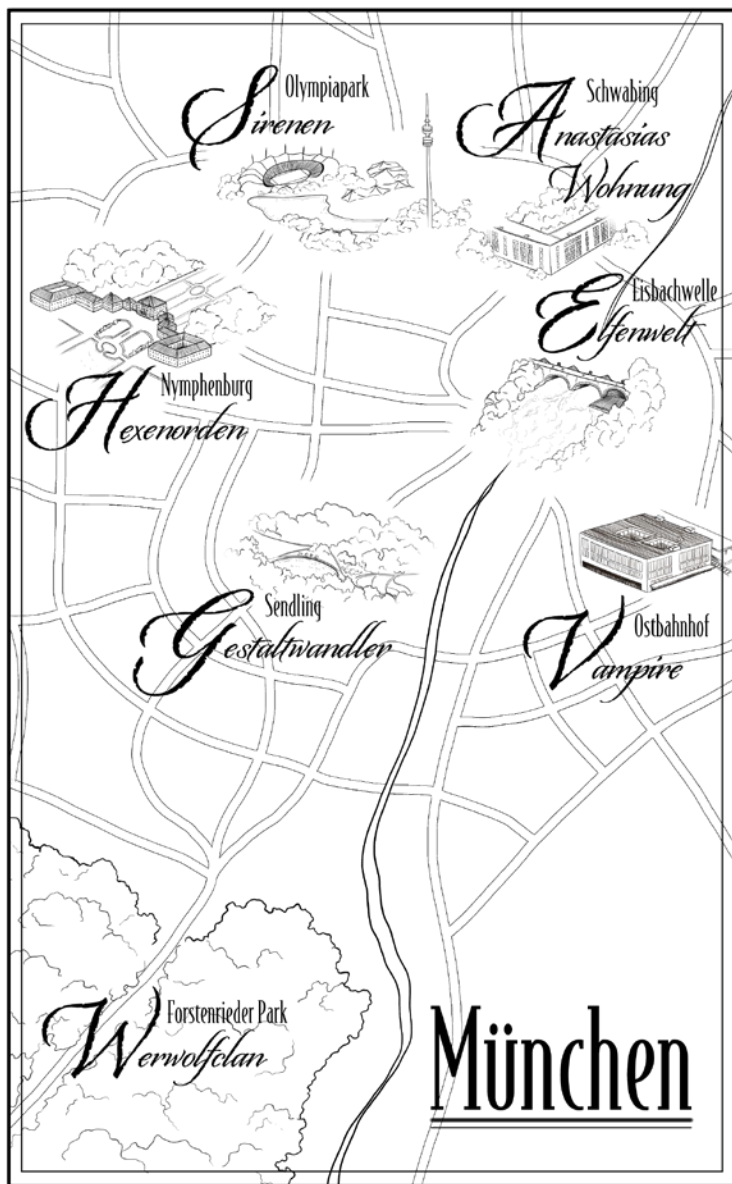 Olympiapark
Sirenen
Schwabing
Anastasias
Wohnung
Eisbachwelle
Elfenwelt
Nymphenburg
Hexenorden
Sendling
Gestaltwandler
Ostbahnhof
Vampire
Forstenrieder Park
Werwolfclan
München